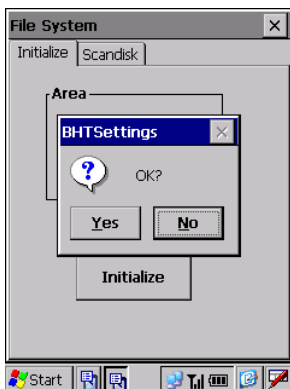 File System
Initialize Scandisk
Area
BHTSettings
OK?
Yes No
Initialize
Start